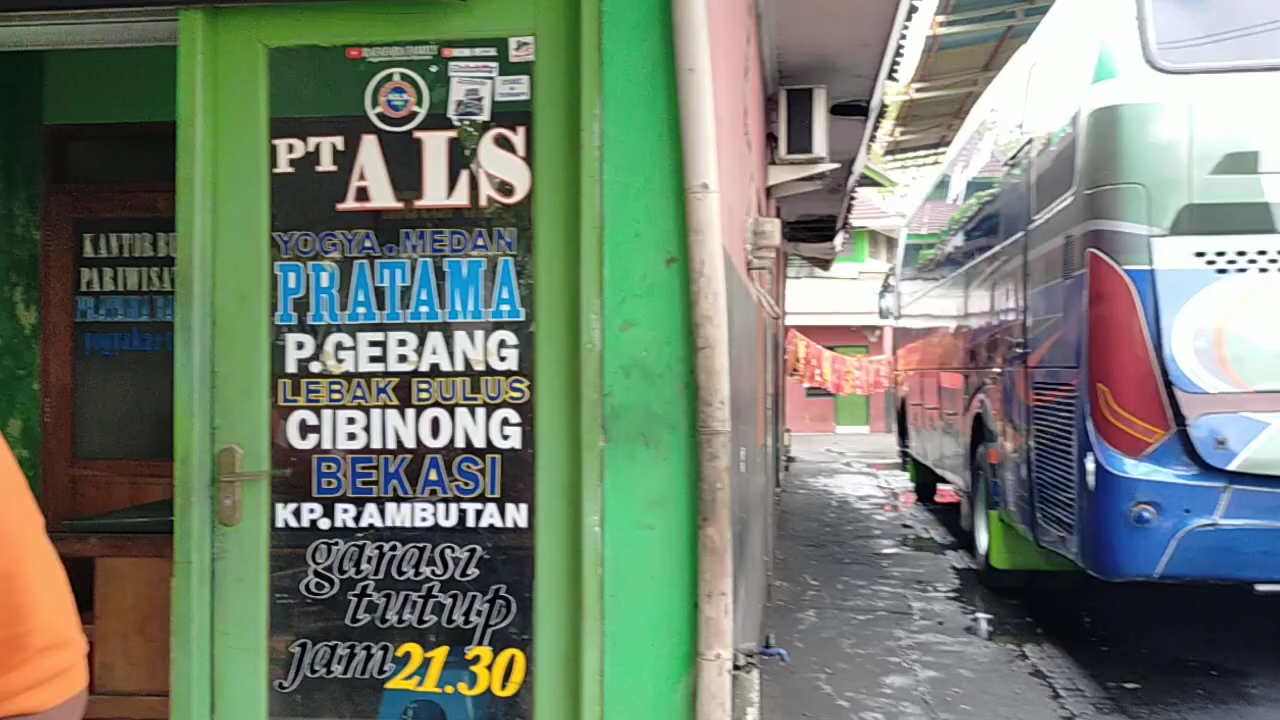 KANTOR
PARIWISAT
PT ALS
YOGYA.MEDAN
PRATAMA
P.GEBANG
LEBAK BULUS
CIBINONG
BEKASI
KP.RAMBUTAN
garasi
tutup
jam 21.30